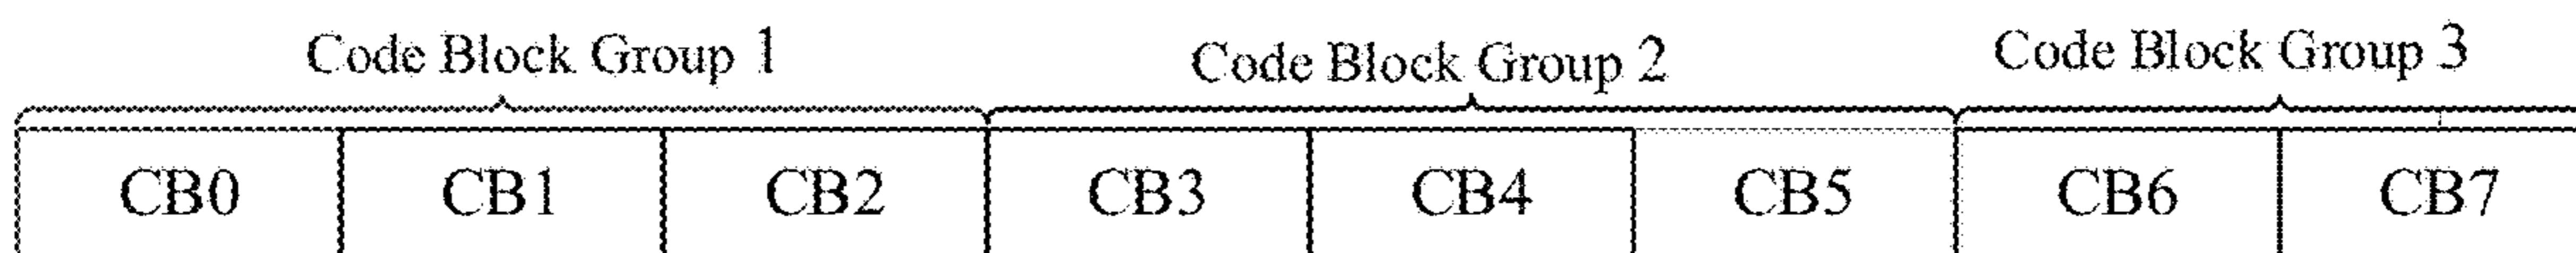 Code Block Group 1 Code Block Group 2 Code Block Group 3
CB0 CB1 CB2 CB3 CB4 CB5 CB6 CB7